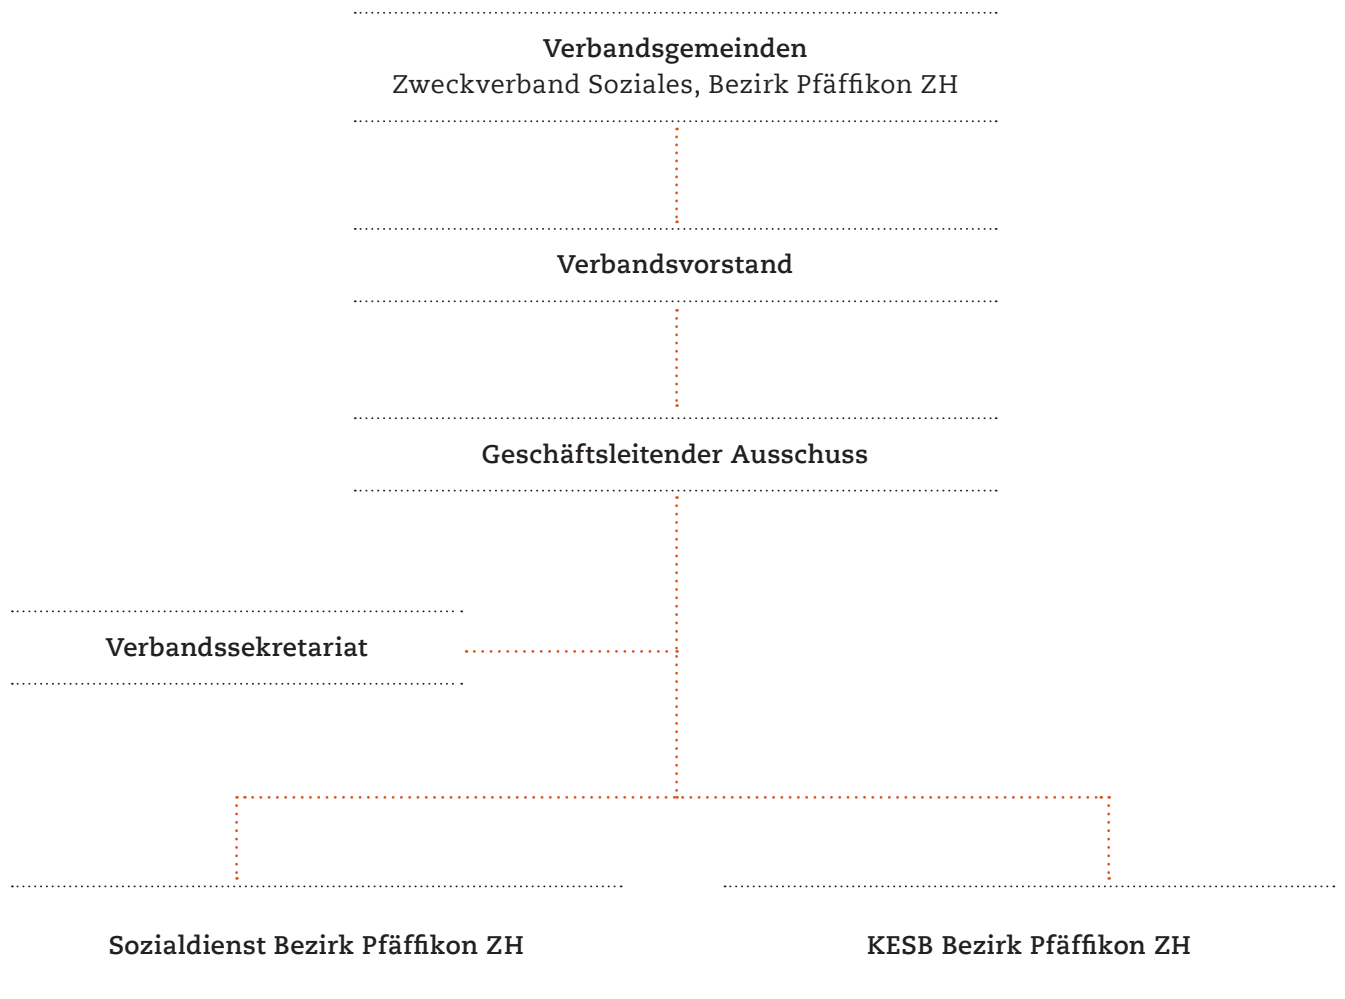 Verbandsgemeinden
Zweckverband Soziales, Bezirk Pfäffikon ZH
Verbandsvorstand
Geschäftsleitender Ausschuss
Verbandssekretariat
Sozialdienst Bezirk Pfäffikon ZH
KESB Bezirk Pfäffikon ZH